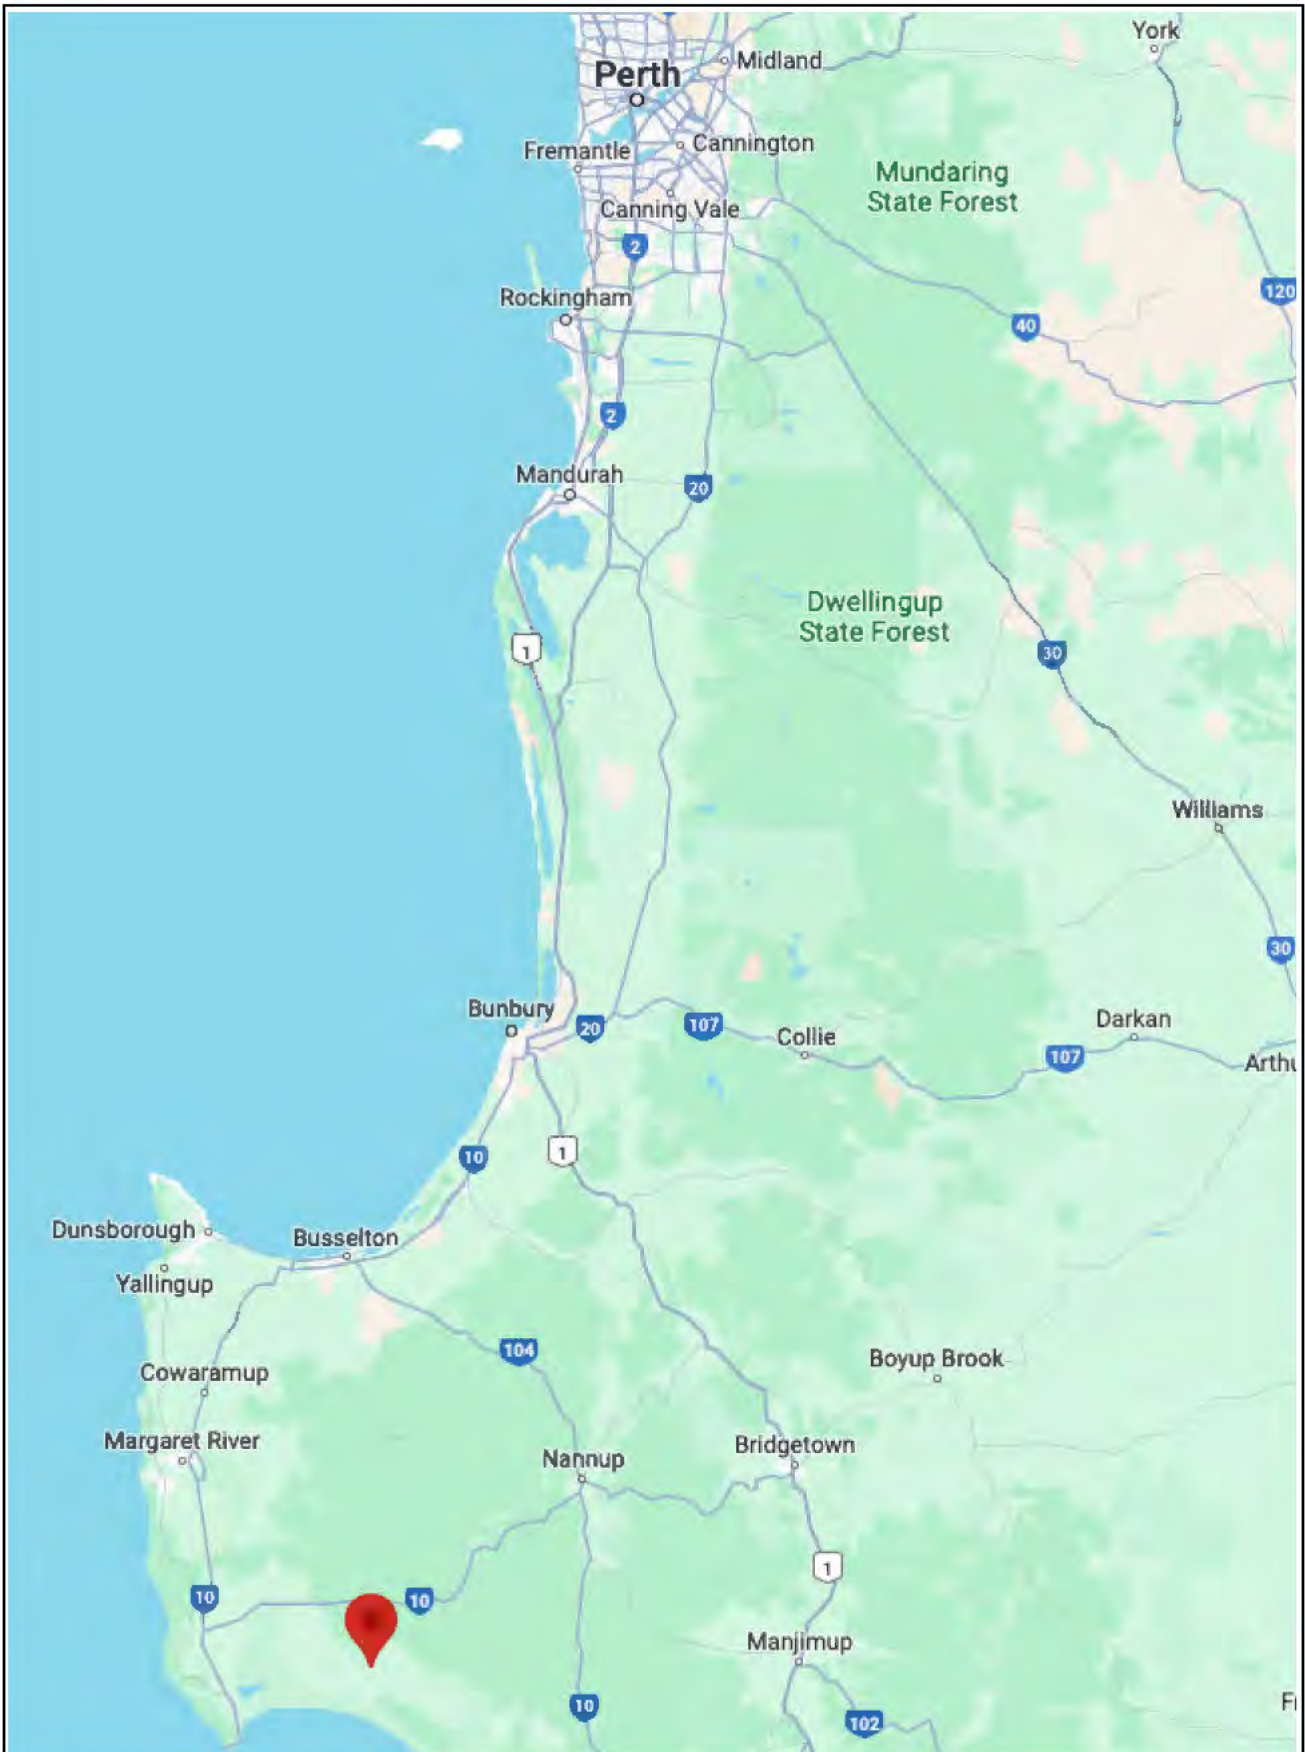 York
Midland
Perth
Fremantle
Cannington
Mundaring
State Forest
Canning Vale
2
120
Rockingham
40
2
Mandurah
20
Dwellingup
State Forest
1
30
Williams
30
Bunbury
20
107
Collie
Darkan
107
Arthu
10
1
Dunsborough
Busselton
Yallingup
104
Boyup Brook
Cowaramup
Margaret River
Nannup
Bridgetown
1
10
10
Manjimup
10
102